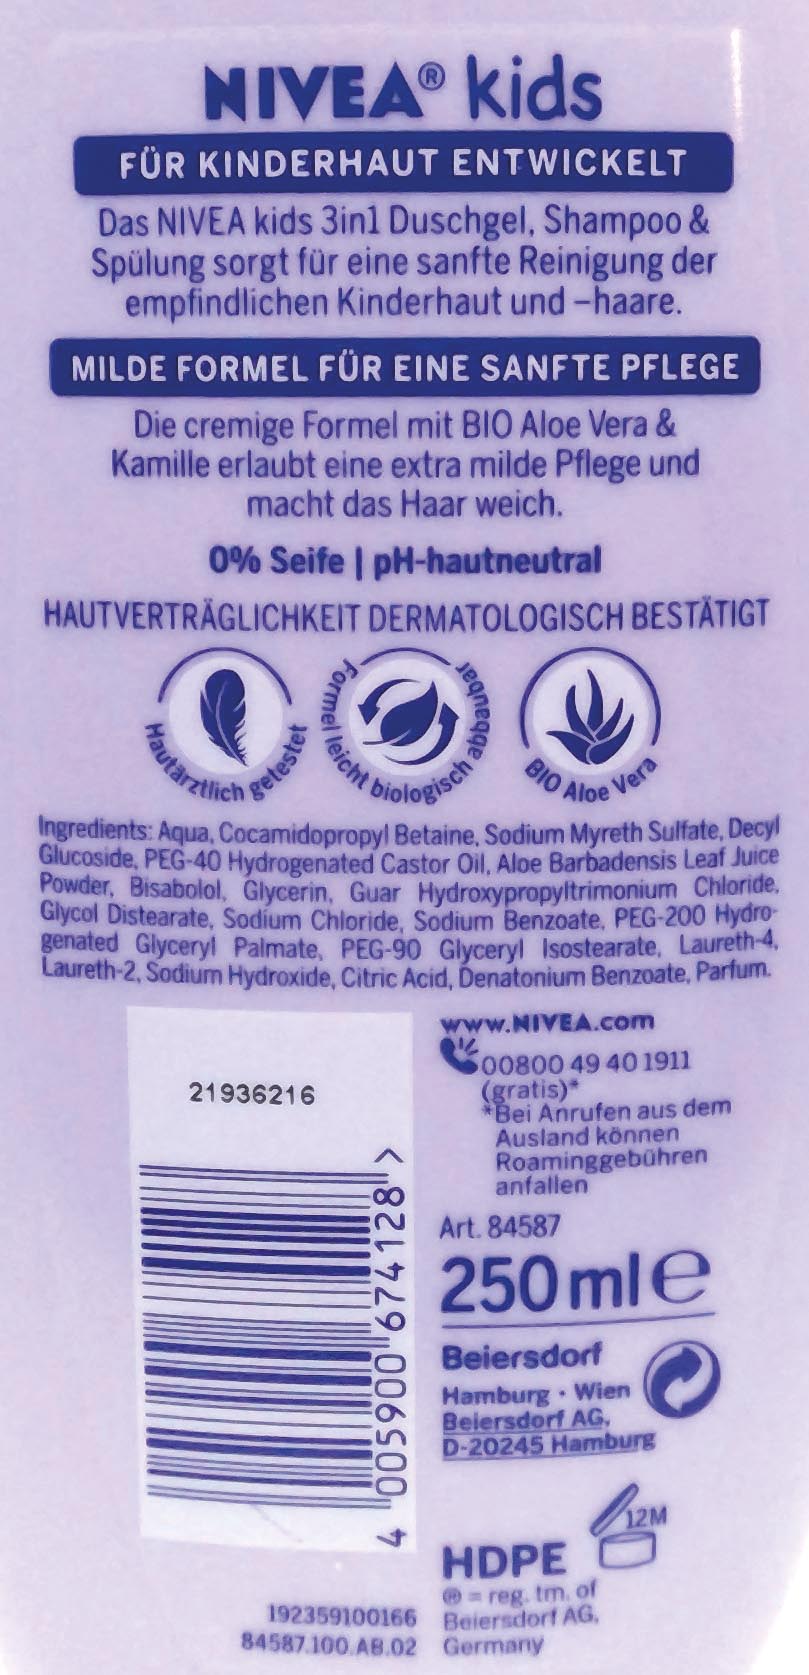 NIVEA® kids
FÜR KINDERHAUT ENTWICKELT
Das NIVEA kids 3in1 Duschgel, Shampoo &
Spülung sorgt für eine sanfte Reinigung der
empfindlichen Kinderhaut und –haare.
MILDE FORMEL FÜR EINE SANFTE PFLEGE
Die cremige Formel mit BIO Aloe Vera &
Kamille erlaubt eine extra milde Pflege und
macht das Haar weich.
0% Seife | pH-hautneutral
HAUTVERTRÄGLICHKEIT DERMATOLOGISCH BESTÄTIGT
Hautärztlich getestet
Formel leicht biologisch abbaubar
BIO Aloe Vera
Ingredients: Aqua, Cocamidopropyl Betaine, Sodium Myreth Sulfate, Decyl
Glucoside, PEG-40 Hydrogenated Castor Oil, Aloe Barbadensis Leaf Juice
Powder, Bisabolol, Glycerin, Guar Hydroxypropyltrimonium Chloride,
Glycol Distearate, Sodium Chloride, Sodium Benzoate, PEG-200 Hydro-
genated Glyceryl Palmate, PEG-90 Glyceryl Isostearate, Laureth-4,
Laureth-2, Sodium Hydroxide, Citric Acid, Denatonium Benzoate, Parfum.
21936216
4 005900 674128 >
www.NIVEA.com
00800 49 40 1911
(gratis)*
*Bei Anrufen aus dem
Ausland können
Roaminggebühren
anfallen
Art. 84587
250 ml e
Beiersdorf
Hamburg · Wien
Beiersdorf AG,
D-20245 Hamburg
12M
HDPE
® = reg. tm. of
Beiersdorf AG,
Germany
192359100166
84587.100.AB.02